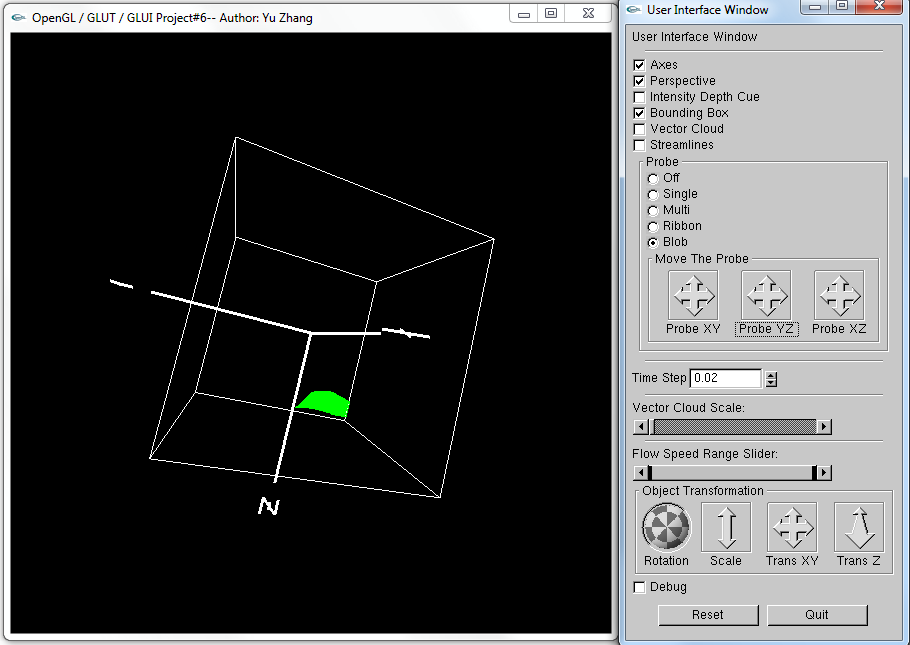 OpenGL / GLUT / GLUI Project#6-- Author: Yu Zhang
User Interface Window
User Interface Window
Axes
Perspective
Intensity Depth Cue
Bounding Box
Vector Cloud
Streamlines
Probe
Off
Single
Multi
Ribbon
Blob
Move The Probe
Probe XY
Probe YZ
Probe XZ
Time Step 0.02
Vector Cloud Scale:
Flow Speed Range Slider:
Object Transformation
Rotation
Scale
Trans XY
Trans Z
Debug
Reset
Quit